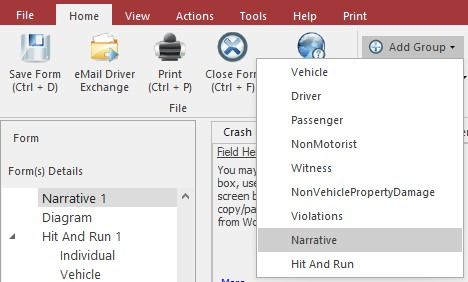 File Home View Actions Tools Help Print
Save Form (Ctrl + D)
eMail Driver Exchange
Print (Ctrl + P)
Close Form (Ctrl + F)
Add Group
File
Vehicle
Driver
Passenger
NonMotorist
Witness
NonVehiclePropertyDamage
Violations
Narrative
Hit And Run
Form
Form(s) Details
Narrative 1
Diagram
Hit And Run 1
Individual
Vehicle
Crash
Field He
You may
box, use
screen b
copy/pa
from Wo